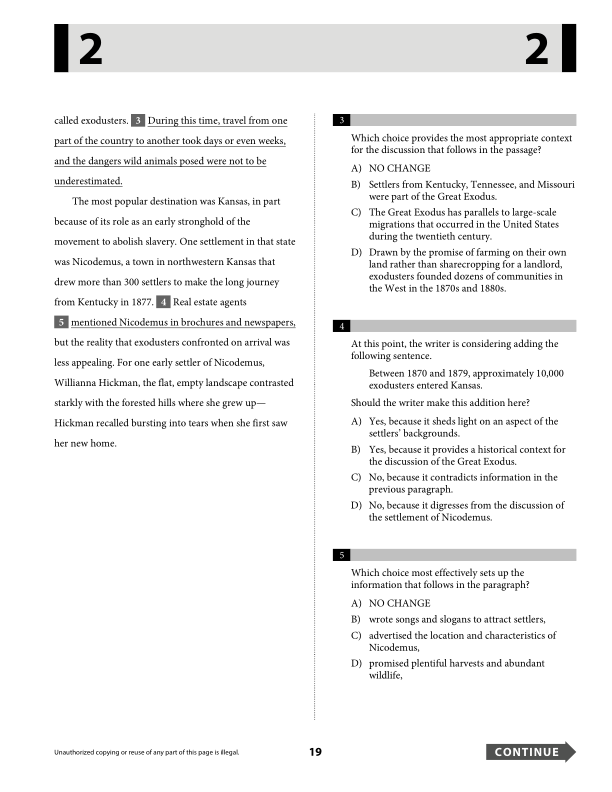 2
2
called exodusters. 3 During this time, travel from one
part of the country to another took days or even weeks,
and the dangers wild animals posed were not to be
underestimated.
The most popular destination was Kansas, in part
because of its role as an early stronghold of the
movement to abolish slavery. One settlement in that state
was Nicodemus, a town in northwestern Kansas that
drew more than 300 settlers to make the long journey
from Kentucky in 1877. 4 Real estate agents
5 mentioned Nicodemus in brochures and newspapers,
but the reality that exodusters confronted on arrival was
less appealing. For one early settler of Nicodemus,
Willianna Hickman, the flat, empty landscape contrasted
starkly with the forested hills where she grew up—
Hickman recalled bursting into tears when she first saw
her new home.
3
Which choice provides the most appropriate context
for the discussion that follows in the passage?
A) NO CHANGE
B) Settlers from Kentucky, Tennessee, and Missouri
were part of the Great Exodus.
C) The Great Exodus has parallels to large-scale
migrations that occurred in the United States
during the twentieth century.
D) Drawn by the promise of farming on their own
land rather than sharecropping for a landlord,
exodusters founded dozens of communities in
the West in the 1870s and 1880s.
4
At this point, the writer is considering adding the
following sentence.
Between 1870 and 1879, approximately 10,000
exodusters entered Kansas.
Should the writer make this addition here?
A) Yes, because it sheds light on an aspect of the
settlers’ backgrounds.
B) Yes, because it provides a historical context for
the discussion of the Great Exodus.
C) No, because it contradicts information in the
previous paragraph.
D) No, because it digresses from the discussion of
the settlement of Nicodemus.
5
Which choice most effectively sets up the
information that follows in the paragraph?
A) NO CHANGE
B) wrote songs and slogans to attract settlers,
C) advertised the location and characteristics of
Nicodemus,
D) promised plentiful harvests and abundant
wildlife,
Unauthorized copying or reuse of any part of this page is illegal.
19
CONTINUE